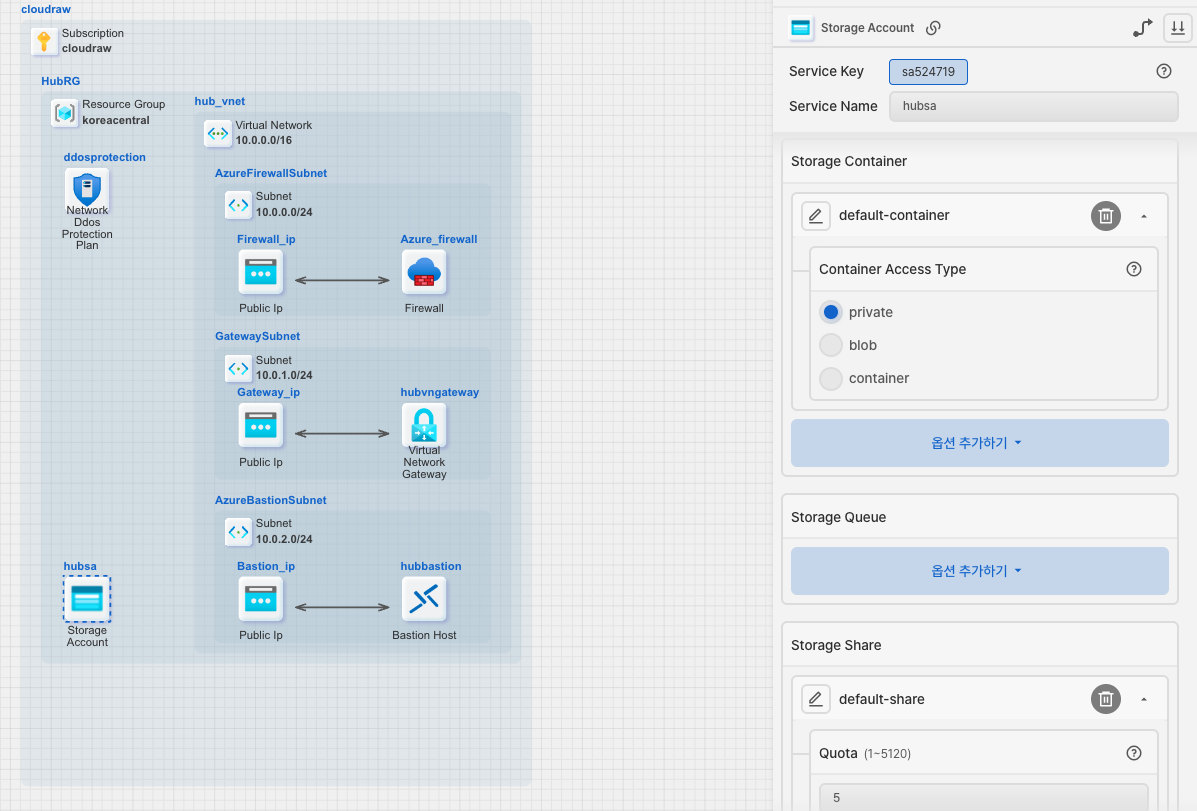 cloudraw
Subscription
cloudraw
HubRG
Resource Group
koreacentral
hub_vnet
Virtual Network
10.0.0.0/16
ddosprotection
Network
Ddos
Protection
Plan
AzureFirewallSubnet
Subnet
10.0.0.0/24
Firewall_ip
Azure_firewall
Public Ip
Firewall
GatewaySubnet
Subnet
10.0.1.0/24
Gateway_ip
hubvngateway
Public Ip
Virtual
Network
Gateway
AzureBastionSubnet
Subnet
10.0.2.0/24
hubsa
Storage
Account
Bastion_ip
hubbastion
Public Ip
Bastion Host
Storage Account
Service Key
sa524719
Service Name
hubsa
Storage Container
default-container
Container Access Type
private
blob
container
옵션 추가하기
Storage Queue
옵션 추가하기
Storage Share
default-share
Quota (1~5120)
5